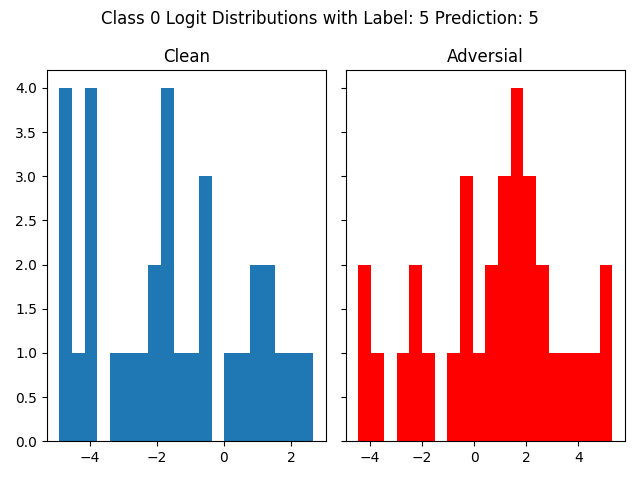 Class 0 Logit Distributions with Label: 5 Prediction: 5
Clean
Adversial
4.0
3.5
3.0
2.5
2.0
1.5
1.0
0.5
0.0
−4 −2 0 2
−4 −2 0 2 4